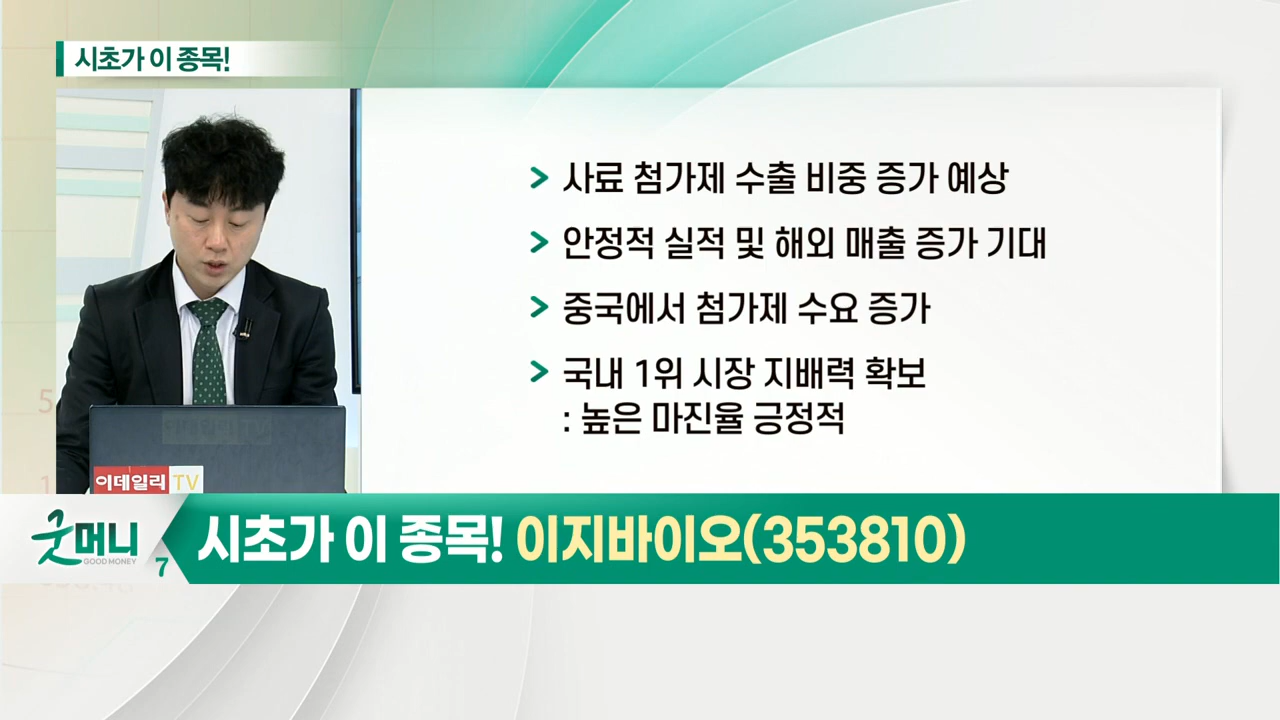 시초가 이 종목!
> 사료 첨가제 수출 비중 증가 예상
> 안정적 실적 및 해외 매출 증가 기대
> 중국에서 첨가제 수요 증가
> 국내 1위 시장 지배력 확보
: 높은 마진율 긍정적
이데일리 TV
굿머니
GOOD MONEY
7
시초가 이 종목! 이지바이오(353810)